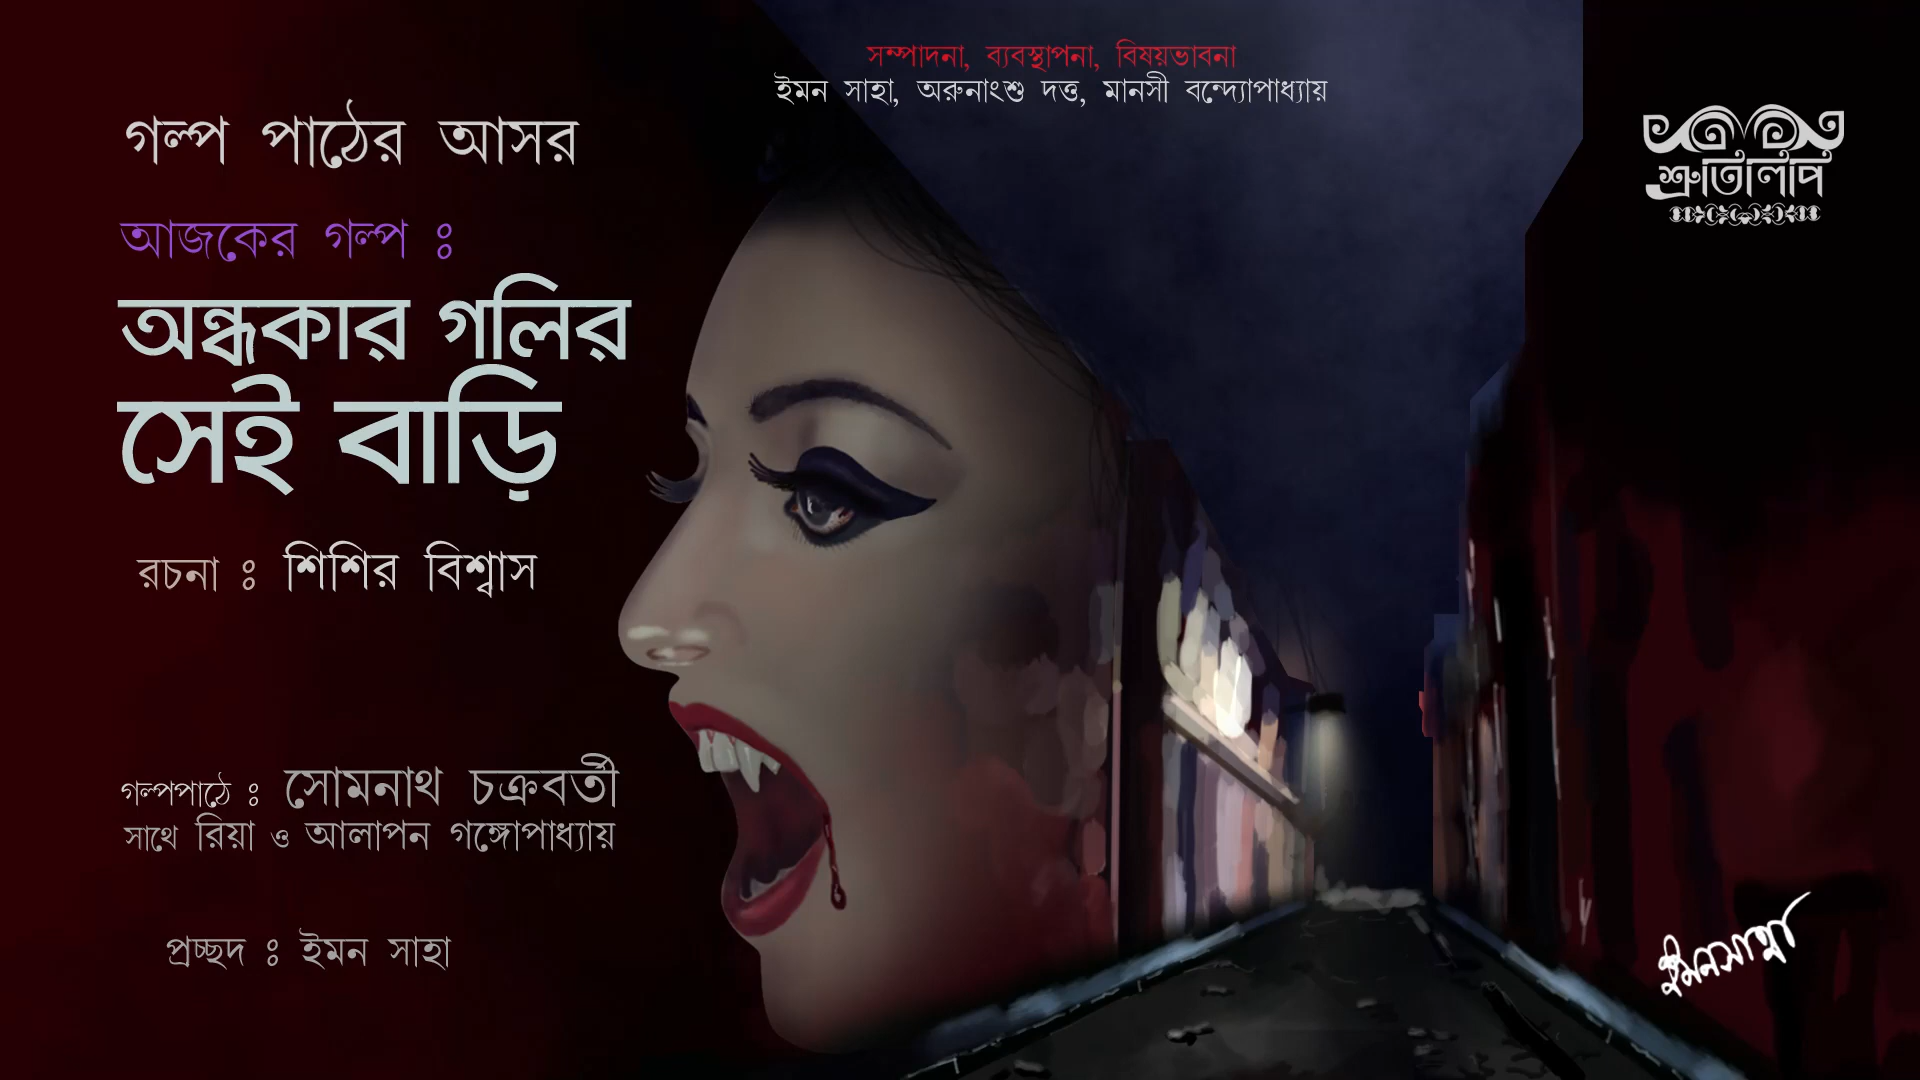 সম্পাদনা, ব্যবস্থাপনা, বিষয়ভাবনা
ইমন সাহা, অরুনাংশু দত্ত, মানসী বন্দ্যোপাধ্যায়
গল্প পাঠের আসর
শ্রুতিলিপি
আজকের গল্প ঃ
অন্ধকার গলির
সেই বাড়ি
রচনা ঃ শিশির বিশ্বাস
গল্পপাঠে ঃ সোমনাথ চক্রবর্তী
সাথে রিয়া ও আলাপন গঙ্গোপাধ্যায়
প্রচ্ছদ ঃ ইমন সাহা
ইমনসাহা